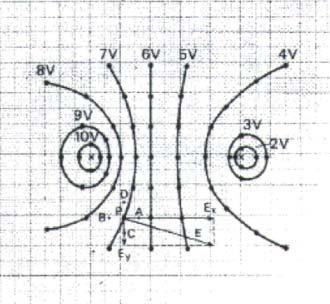 7V 6V 5V 4V
8V
9V 3V
10V 2V
D
B P A Ex
C E
Ey